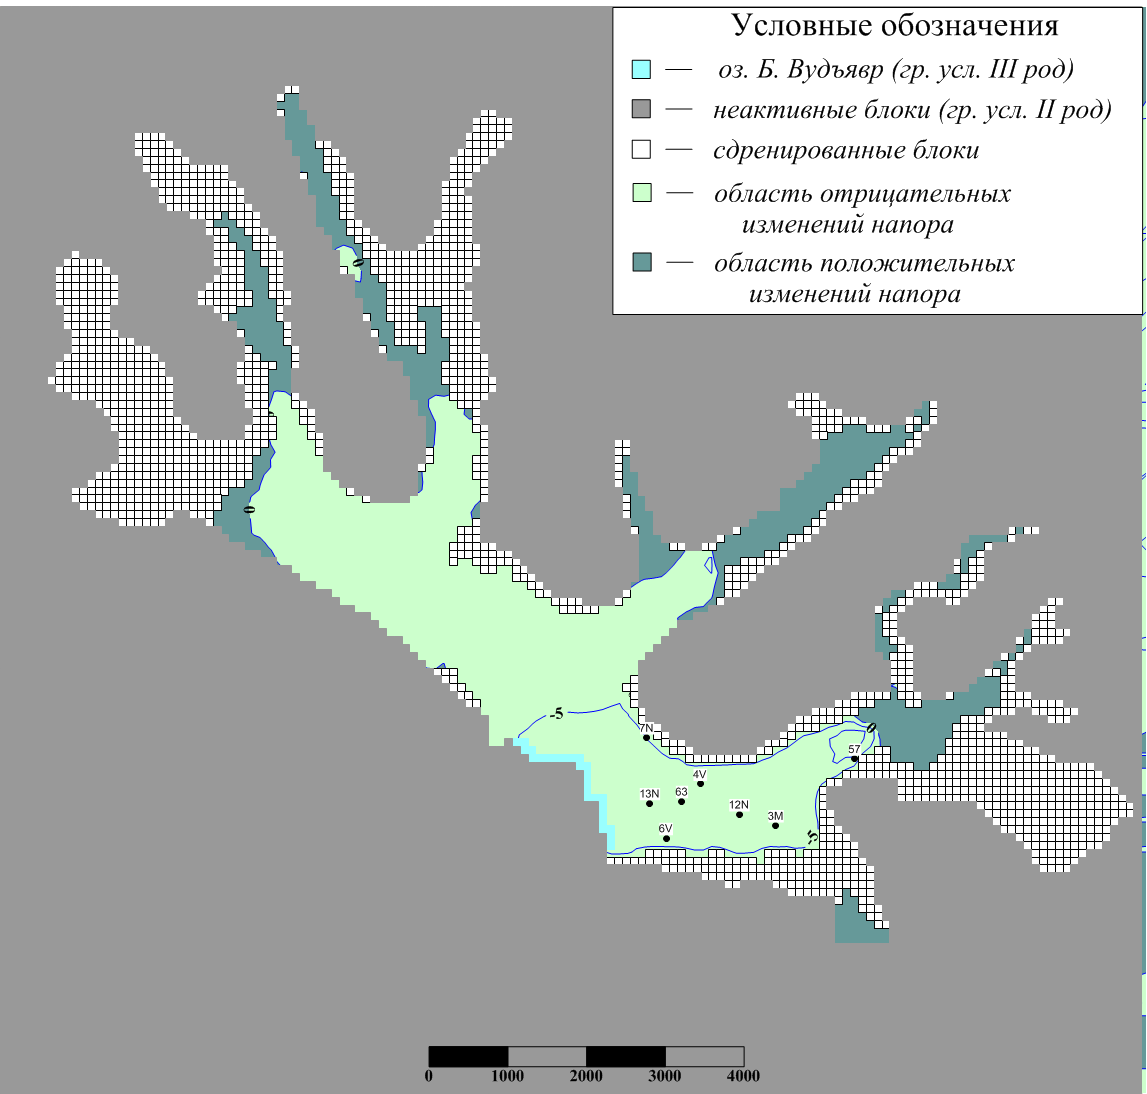 Условные обозначения
— оз. Б. Вудъявр (гр. усл. III род)
— неактивные блоки (гр. усл. II род)
— сдренированные блоки
— область отрицательных
изменений напора
— область положительных
изменений напора
0
0
-5
7N
0
57
4V
13N
63
12N
3M
6V
-5
0 1000 2000 3000 4000